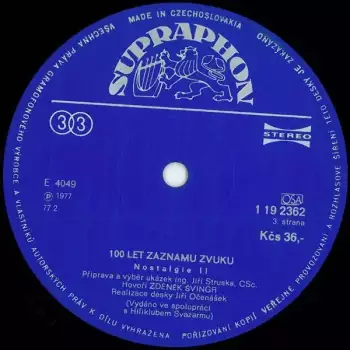 MADE IN CZECHOSLOVAKIA
VŠECHNA PRÁVA GRAMOFONOVÉHO VÝROBCE A VLASTNÍKŮ AUTORSKÝCH PRÁV K DÍLU VYHRAZENA
POŘIZOVÁNÍ KOPIÍ VEŘEJNÉ PROVOZOVÁNÍ A ROZHLASOVÉ ŠÍŘENÍ TÉTO DESKY JE ZAKÁZÁNO
SUPRAPHON
33
STEREO
E 4049
℗ 1977
77 2
OSA
1 19 2362
3. strana
Kčs 36,-
100 LET ZAZNAMU ZVUKU
Nostalgie II
Příprava a výběr ukázek ing. Jiří Struska, CSc.
Hovoří ZDENĚK SVINGR
Realizace desky Jiří Očenášek
(Vydáno ve spolupráci
s Hifiklubem Svazarmu)